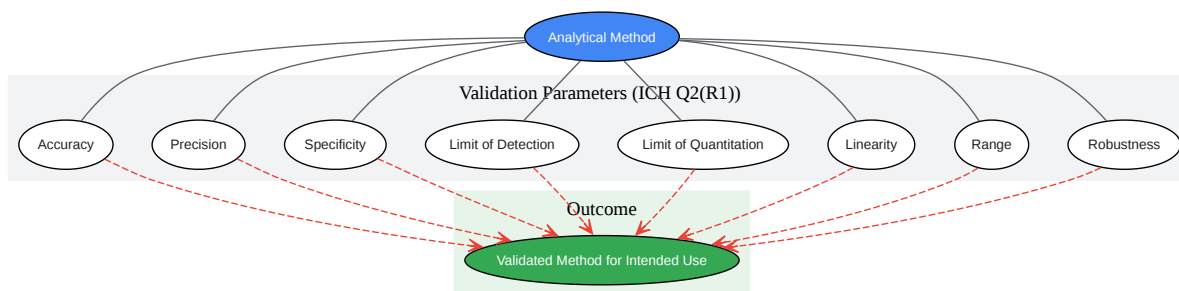 Analytical Method
Validation Parameters (ICH Q2(R1))
Accuracy
Precision
Specificity
Limit of Detection
Limit of Quantitation
Linearity
Range
Robustness
Outcome
Validated Method for Intended Use